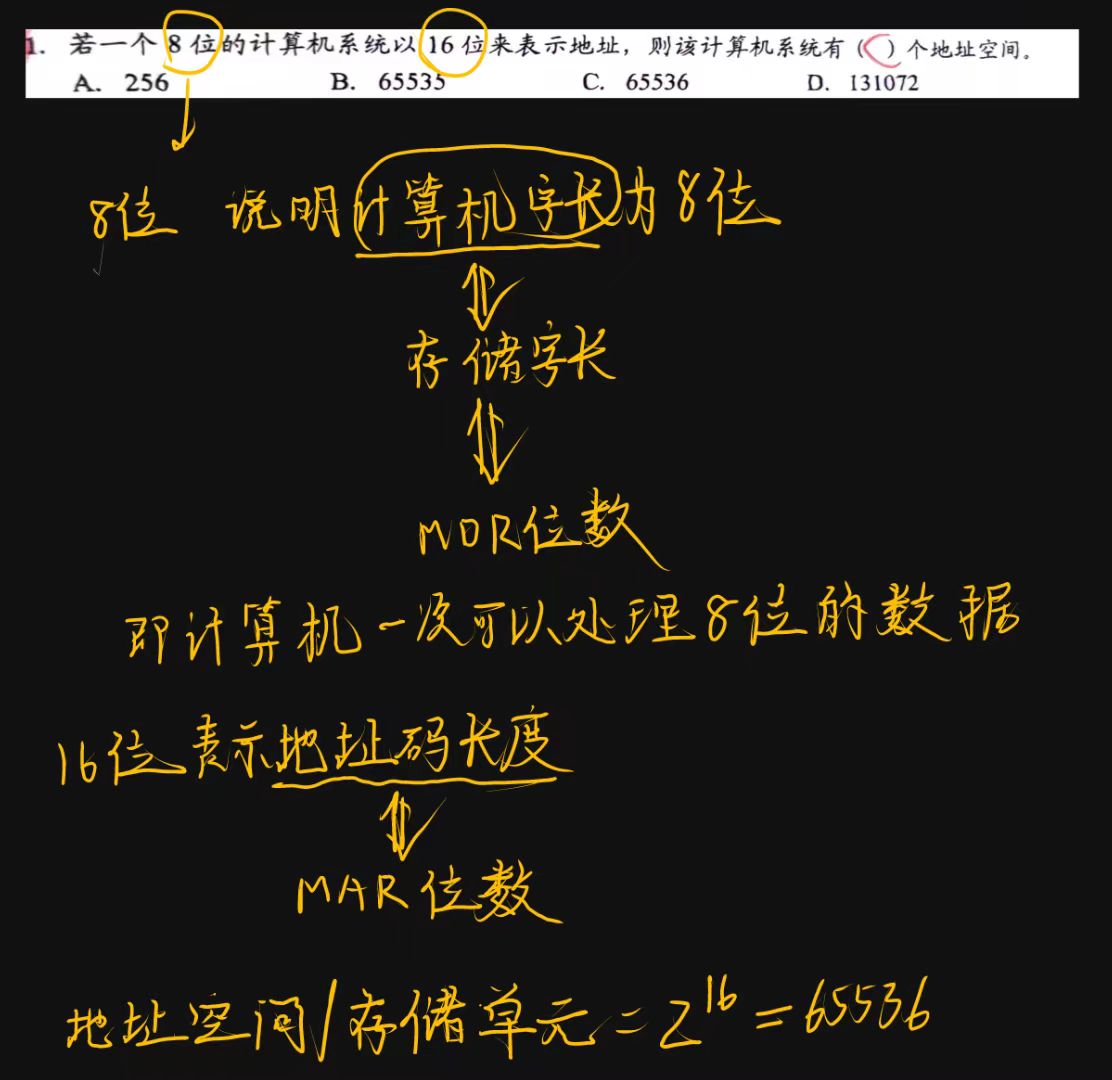 1. 若一个 8 位的计算机系统以 16 位来表示地址，则该计算机系统有（ ）个地址空间。
A. 256 B. 65535 C. 65536 D. 131072
8位 说明计算机字长为8位
存储字长
MDR位数
即计算机一次可以处理8位的数据
16位表示地址码长度
MAR位数
地址空间/存储单元=2^16=65536